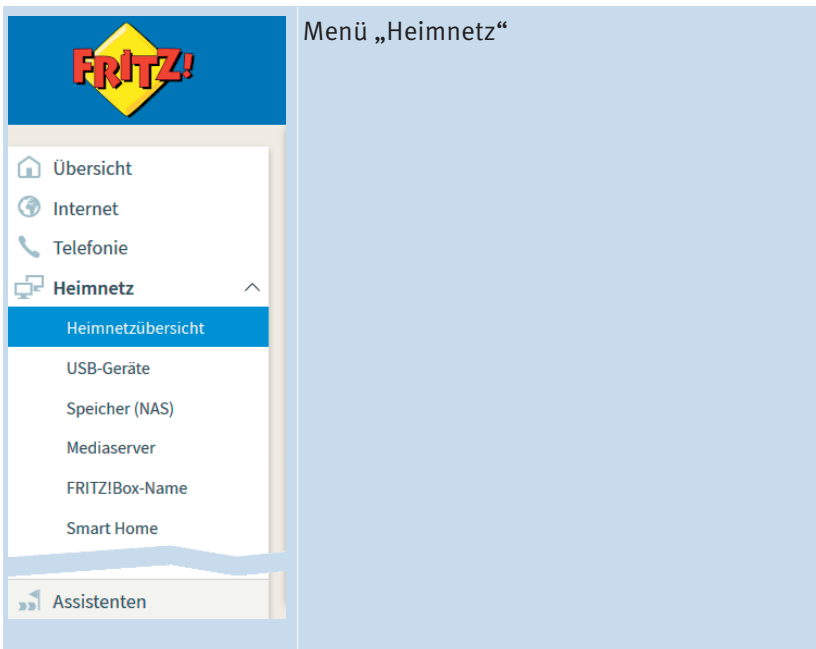 Menü „Heimnetz“
FRITZ!
Übersicht
Internet
Telefonie
Heimnetz
Heimnetzübersicht
USB-Geräte
Speicher (NAS)
Mediaserver
FRITZ!Box-Name
Smart Home
Assistenten